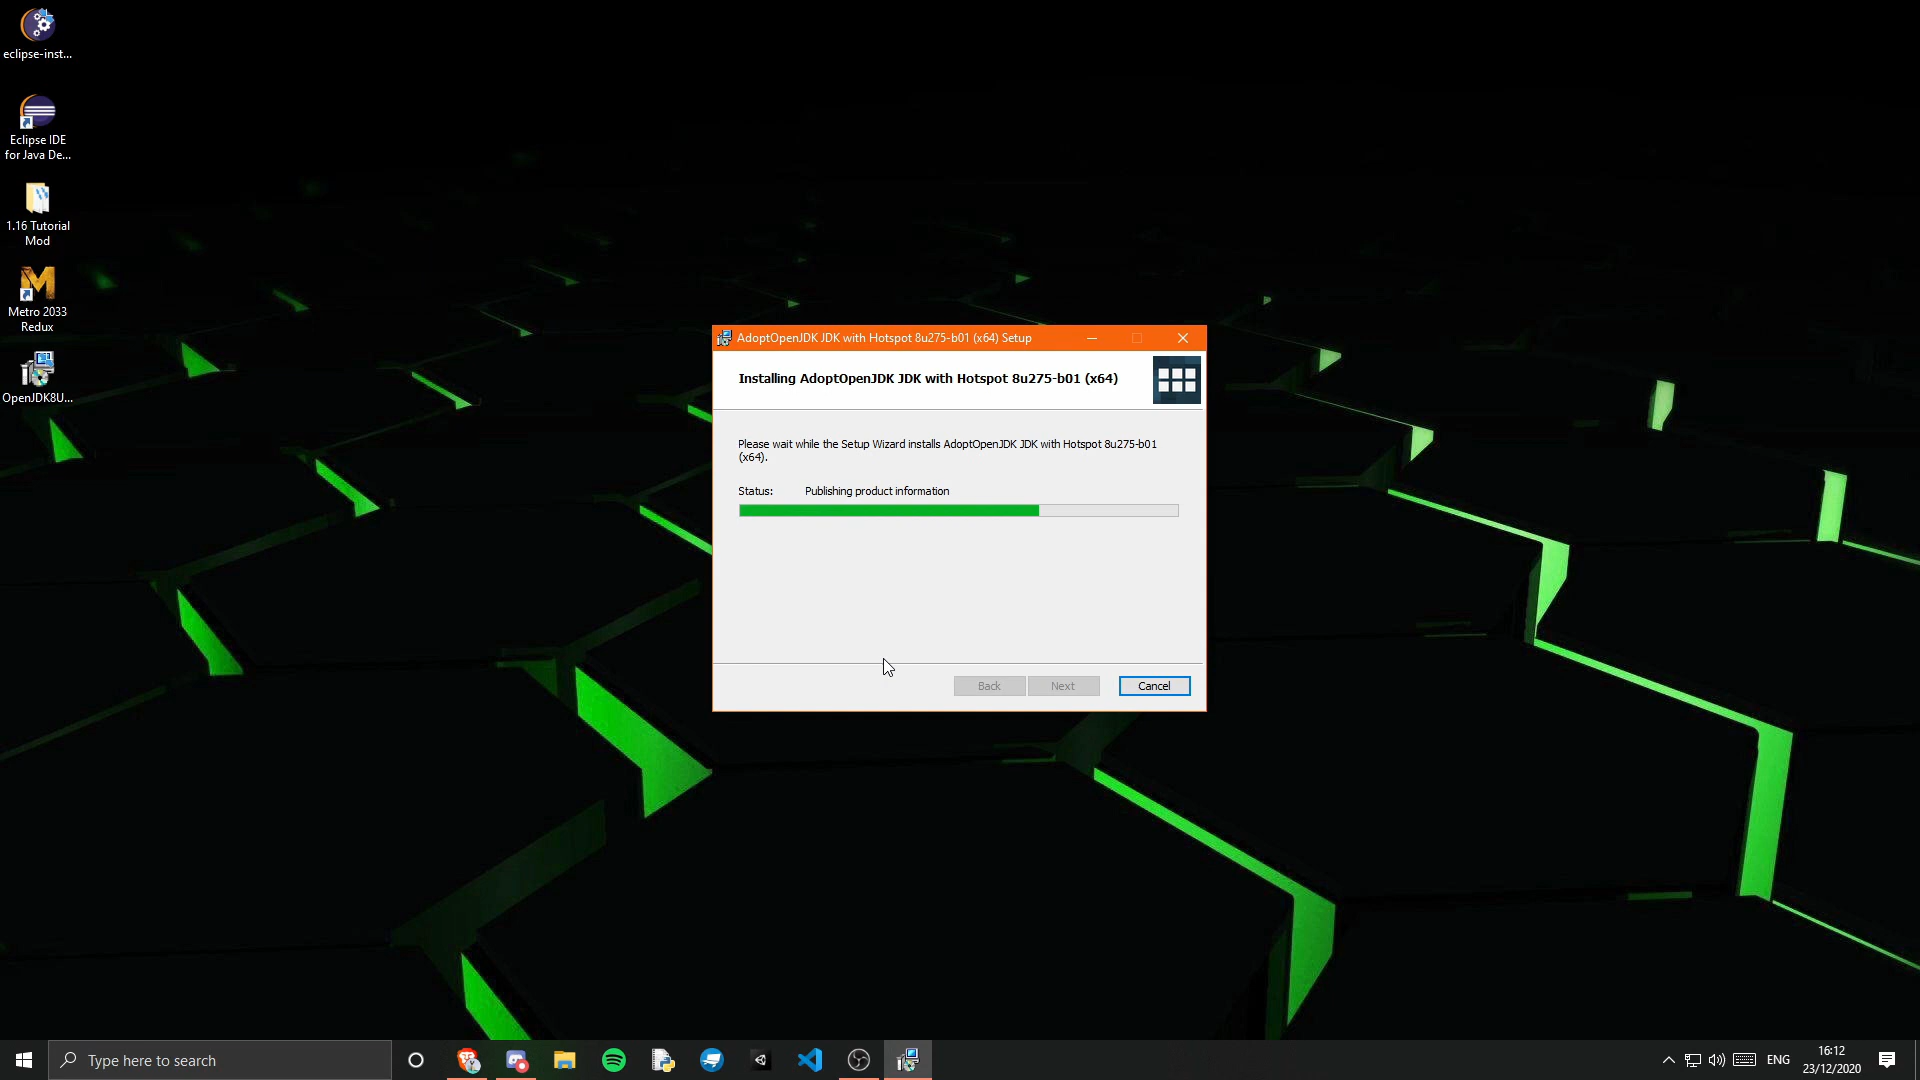 eclipse-inst...
Eclipse IDE
for Java De...
1.16 Tutorial
Mod
Metro 2033
Redux
OpenJDK8U...
AdoptOpenJDK JDK with Hotspot 8u275-b01 (x64) Setup
Installing AdoptOpenJDK JDK with Hotspot 8u275-b01 (x64)
Please wait while the Setup Wizard installs AdoptOpenJDK JDK with Hotspot 8u275-b01
(x64).
Status: Publishing product information
Back Next Cancel
Type here to search
ENG
16:12
23/12/2020